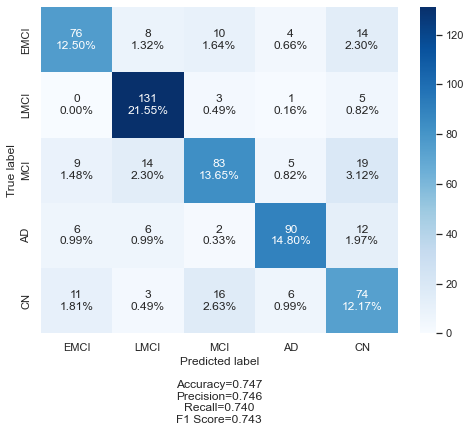 EMCI 76 8 10 4 14
12.50% 1.32% 1.64% 0.66% 2.30%
LMCI 0 131 3 1 5
0.00% 21.55% 0.49% 0.16% 0.82%
MCI 9 14 83 5 19
1.48% 2.30% 13.65% 0.82% 3.12%
AD 6 6 2 90 12
0.99% 0.99% 0.33% 14.80% 1.97%
CN 11 3 16 6 74
1.81% 0.49% 2.63% 0.99% 12.17%
True label
EMCI LMCI MCI AD CN
Predicted label
Accuracy=0.747
Precision=0.746
Recall=0.740
F1 Score=0.743
120
100
80
60
40
20
0